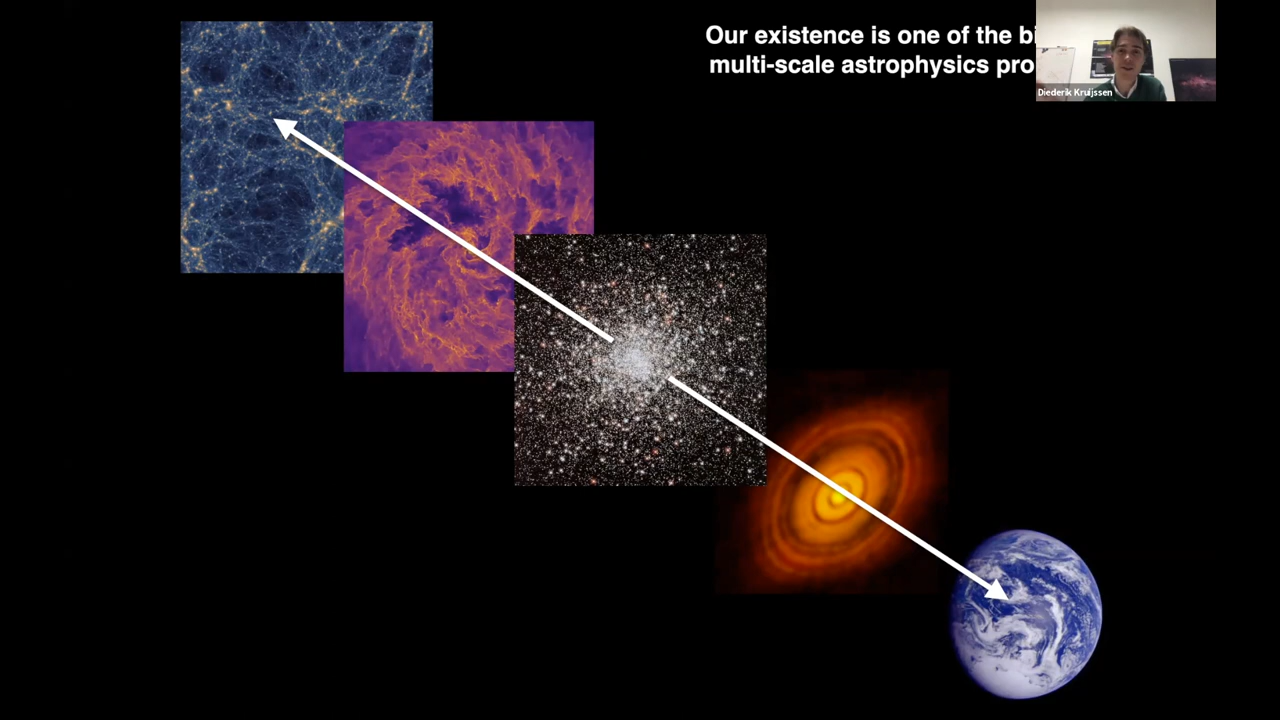 Our existence is one of the
multi-scale astrophysics
Diederik Kruijssen